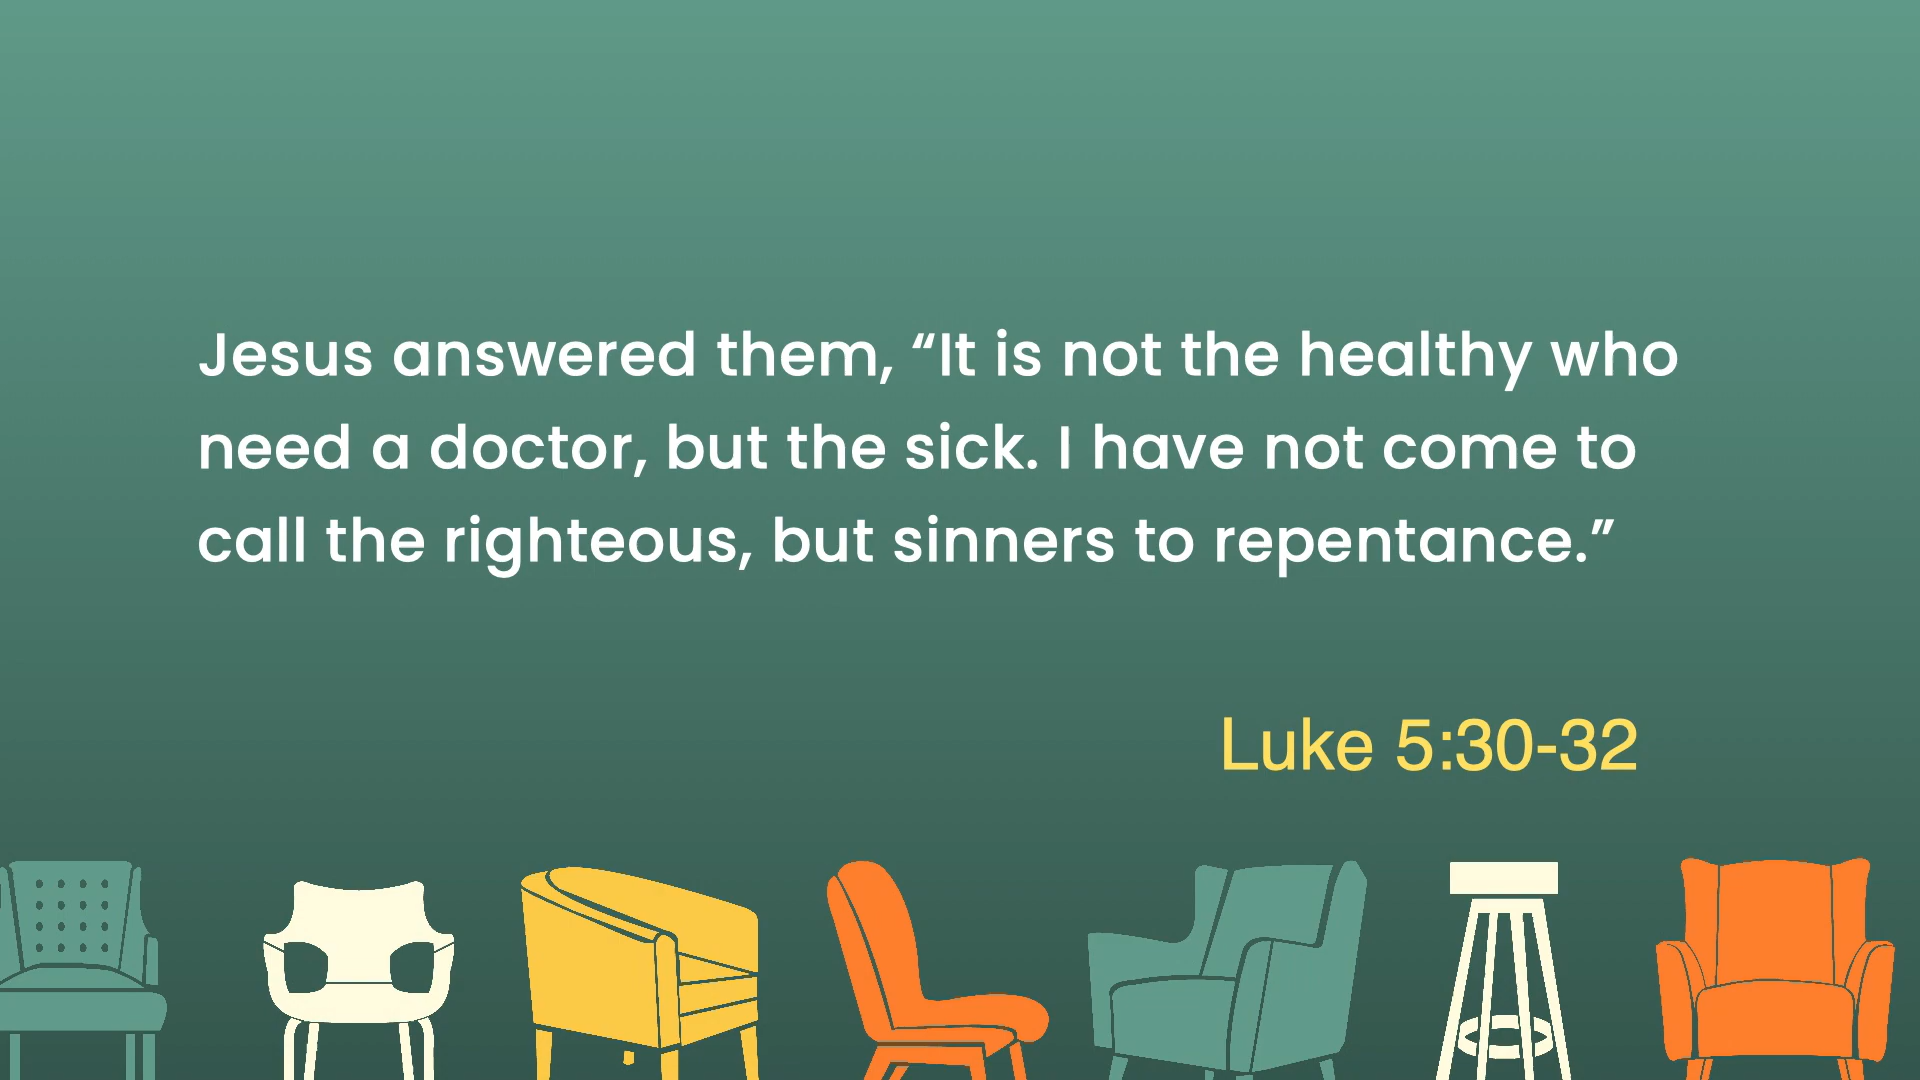 Jesus answered them, “It is not the healthy who
need a doctor, but the sick. I have not come to
call the righteous, but sinners to repentance.”
Luke 5:30-32